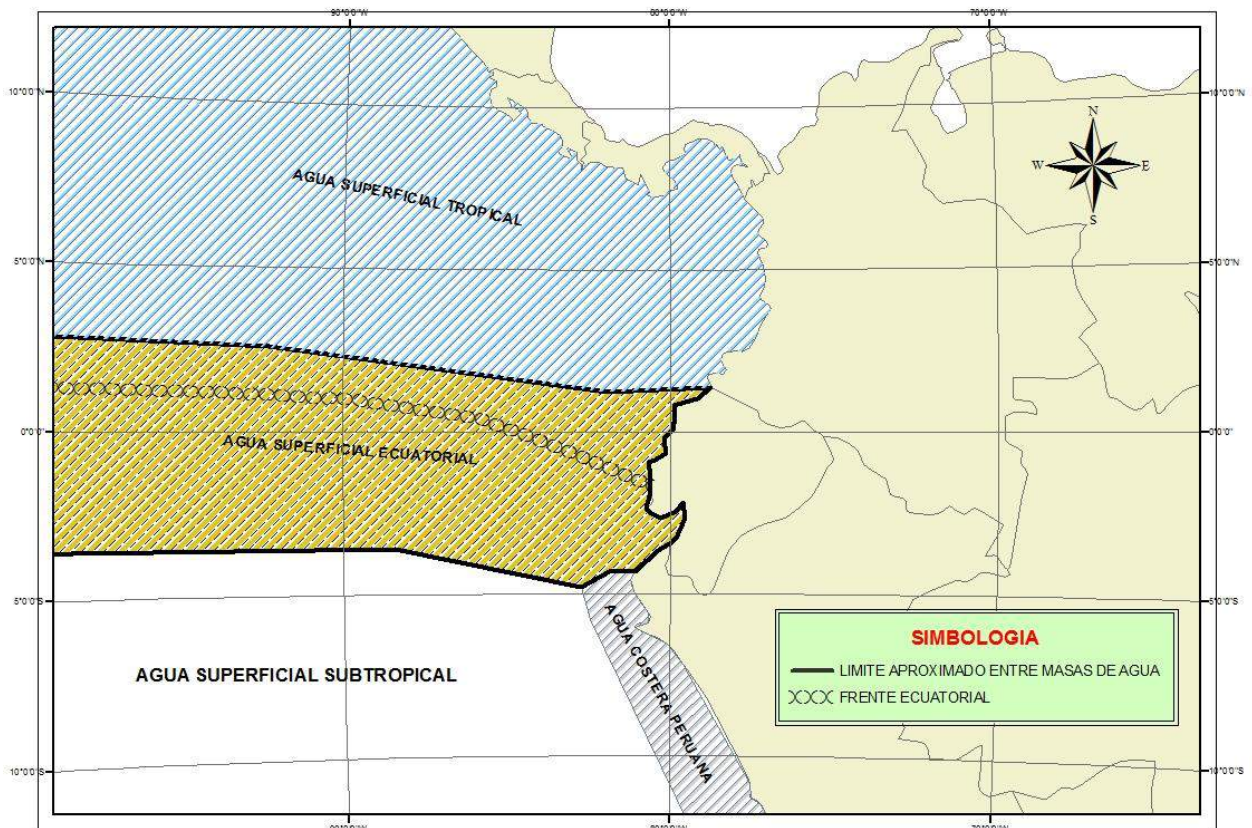 90°0'0"W 80°0'0"W 70°0'0"W
10°0'0"N 10°0'0"N
N
W E
S
AGUA SUPERFICIAL TROPICAL
5°0'0"N 5°0'0"N
0°0'0" 0°0'0"
AGUA SUPERFICIAL ECUATORIAL
5°0'0"S 5°0'0"S
AGUA COSTERA PERUANA
SIMBOLOGIA
LIMITE APROXIMADO ENTRE MASAS DE AGUA
FRENTE ECUATORIAL
AGUA SUPERFICIAL SUBTROPICAL
10°0'0"S 10°0'0"S